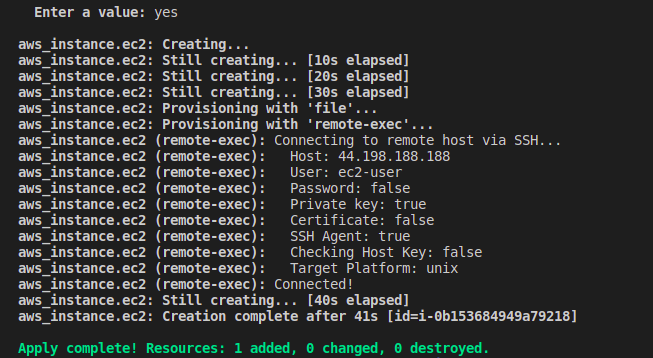 Enter a value: yes
aws_instance.ec2: Creating...
aws_instance.ec2: Still creating... [10s elapsed]
aws_instance.ec2: Still creating... [20s elapsed]
aws_instance.ec2: Still creating... [30s elapsed]
aws_instance.ec2: Provisioning with 'file'...
aws_instance.ec2: Provisioning with 'remote-exec'...
aws_instance.ec2 (remote-exec): Connecting to remote host via SSH...
aws_instance.ec2 (remote-exec):   Host: 44.198.188.188
aws_instance.ec2 (remote-exec):   User: ec2-user
aws_instance.ec2 (remote-exec):   Password: false
aws_instance.ec2 (remote-exec):   Private key: true
aws_instance.ec2 (remote-exec):   Certificate: false
aws_instance.ec2 (remote-exec):   SSH Agent: true
aws_instance.ec2 (remote-exec):   Checking Host Key: false
aws_instance.ec2 (remote-exec):   Target Platform: unix
aws_instance.ec2 (remote-exec): Connected!
aws_instance.ec2: Still creating... [40s elapsed]
aws_instance.ec2: Creation complete after 41s [id=i-0b153684949a79218]
Apply complete! Resources: 1 added, 0 changed, 0 destroyed.